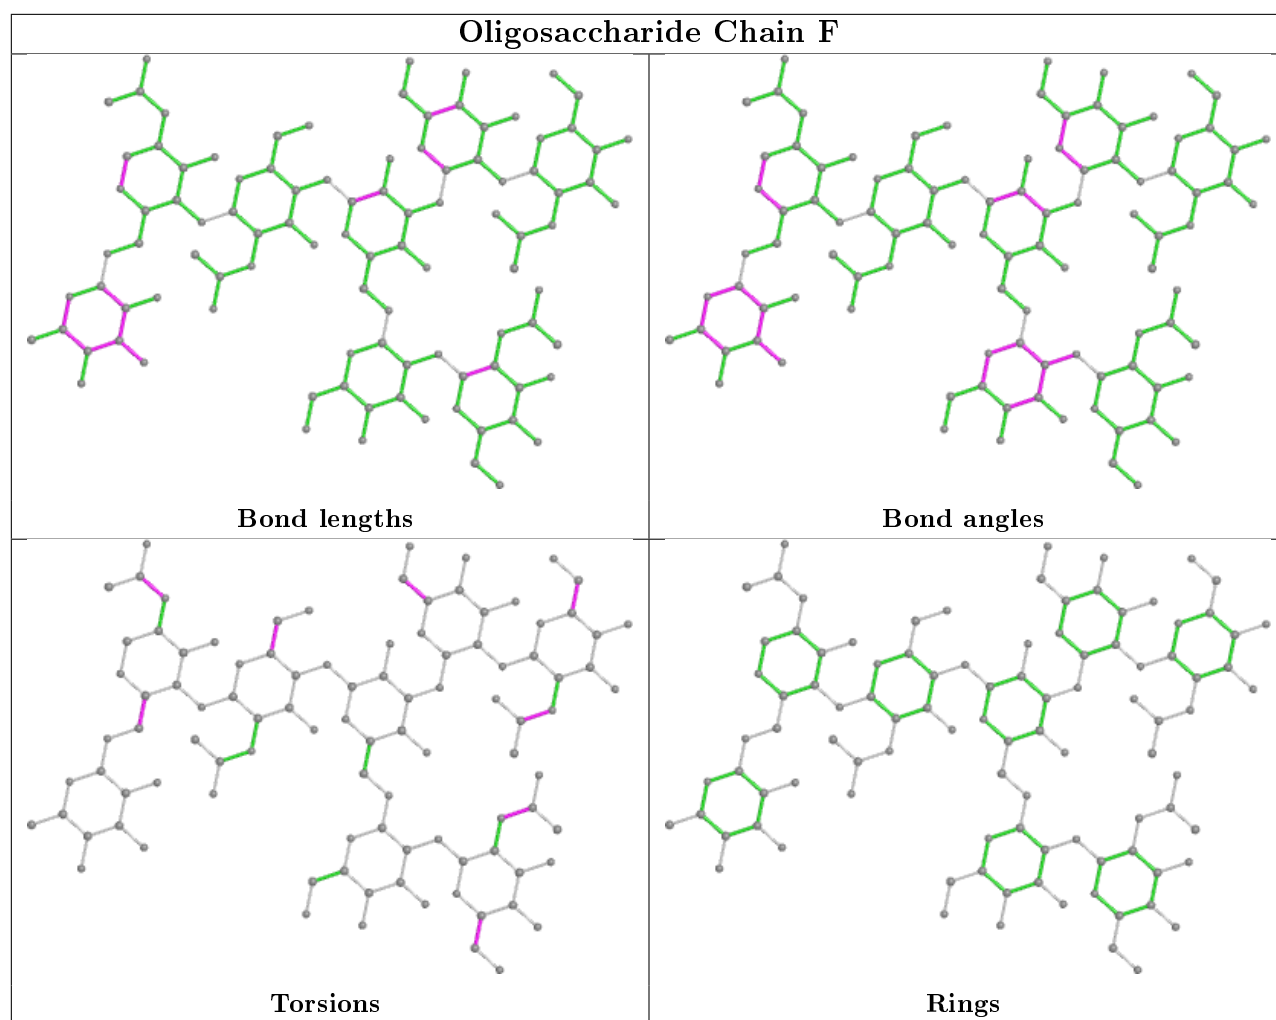 Oligosaccharide Chain F
Bond lengths
Bond angles
Torsions
Rings